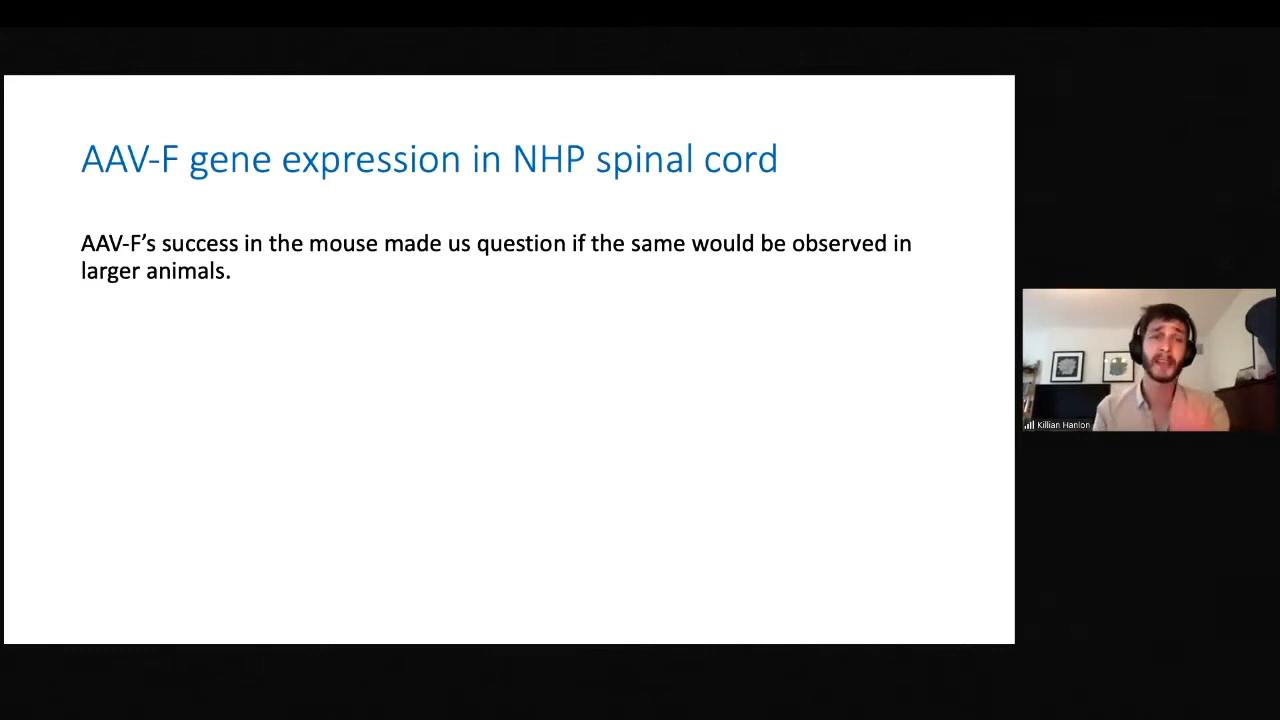 AAV-F gene expression in NHP spinal cord
AAV-F’s success in the mouse made us question if the same would be observed in
larger animals.
Killian Hanlon